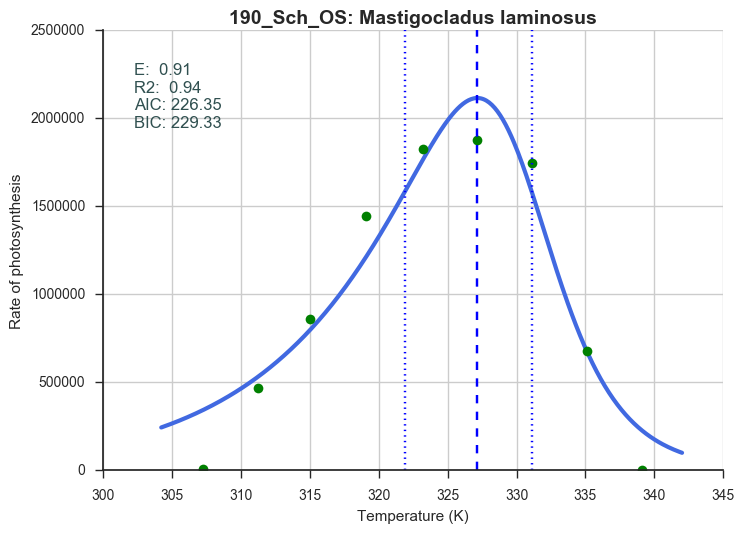 190_Sch_OS: Mastigocladus laminosus
E:  0.91
R2:  0.94
AIC: 226.35
BIC: 229.33
Rate of photosynthesis
2500000
2000000
1500000
1000000
500000
0
300 305 310 315 320 325 330 335 340 345
Temperature (K)